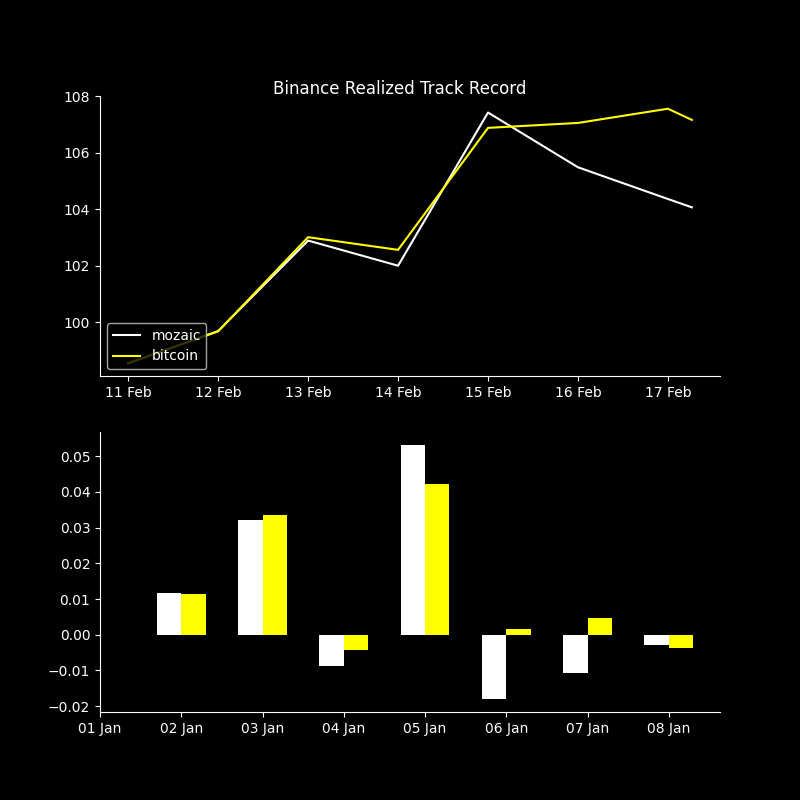 Binance Realized Track Record
108
106
104
102
100
mozaic
bitcoin
11 Feb 12 Feb 13 Feb 14 Feb 15 Feb 16 Feb 17 Feb
0.05
0.04
0.03
0.02
0.01
0.00
−0.01
−0.02
01 Jan 02 Jan 03 Jan 04 Jan 05 Jan 06 Jan 07 Jan 08 Jan